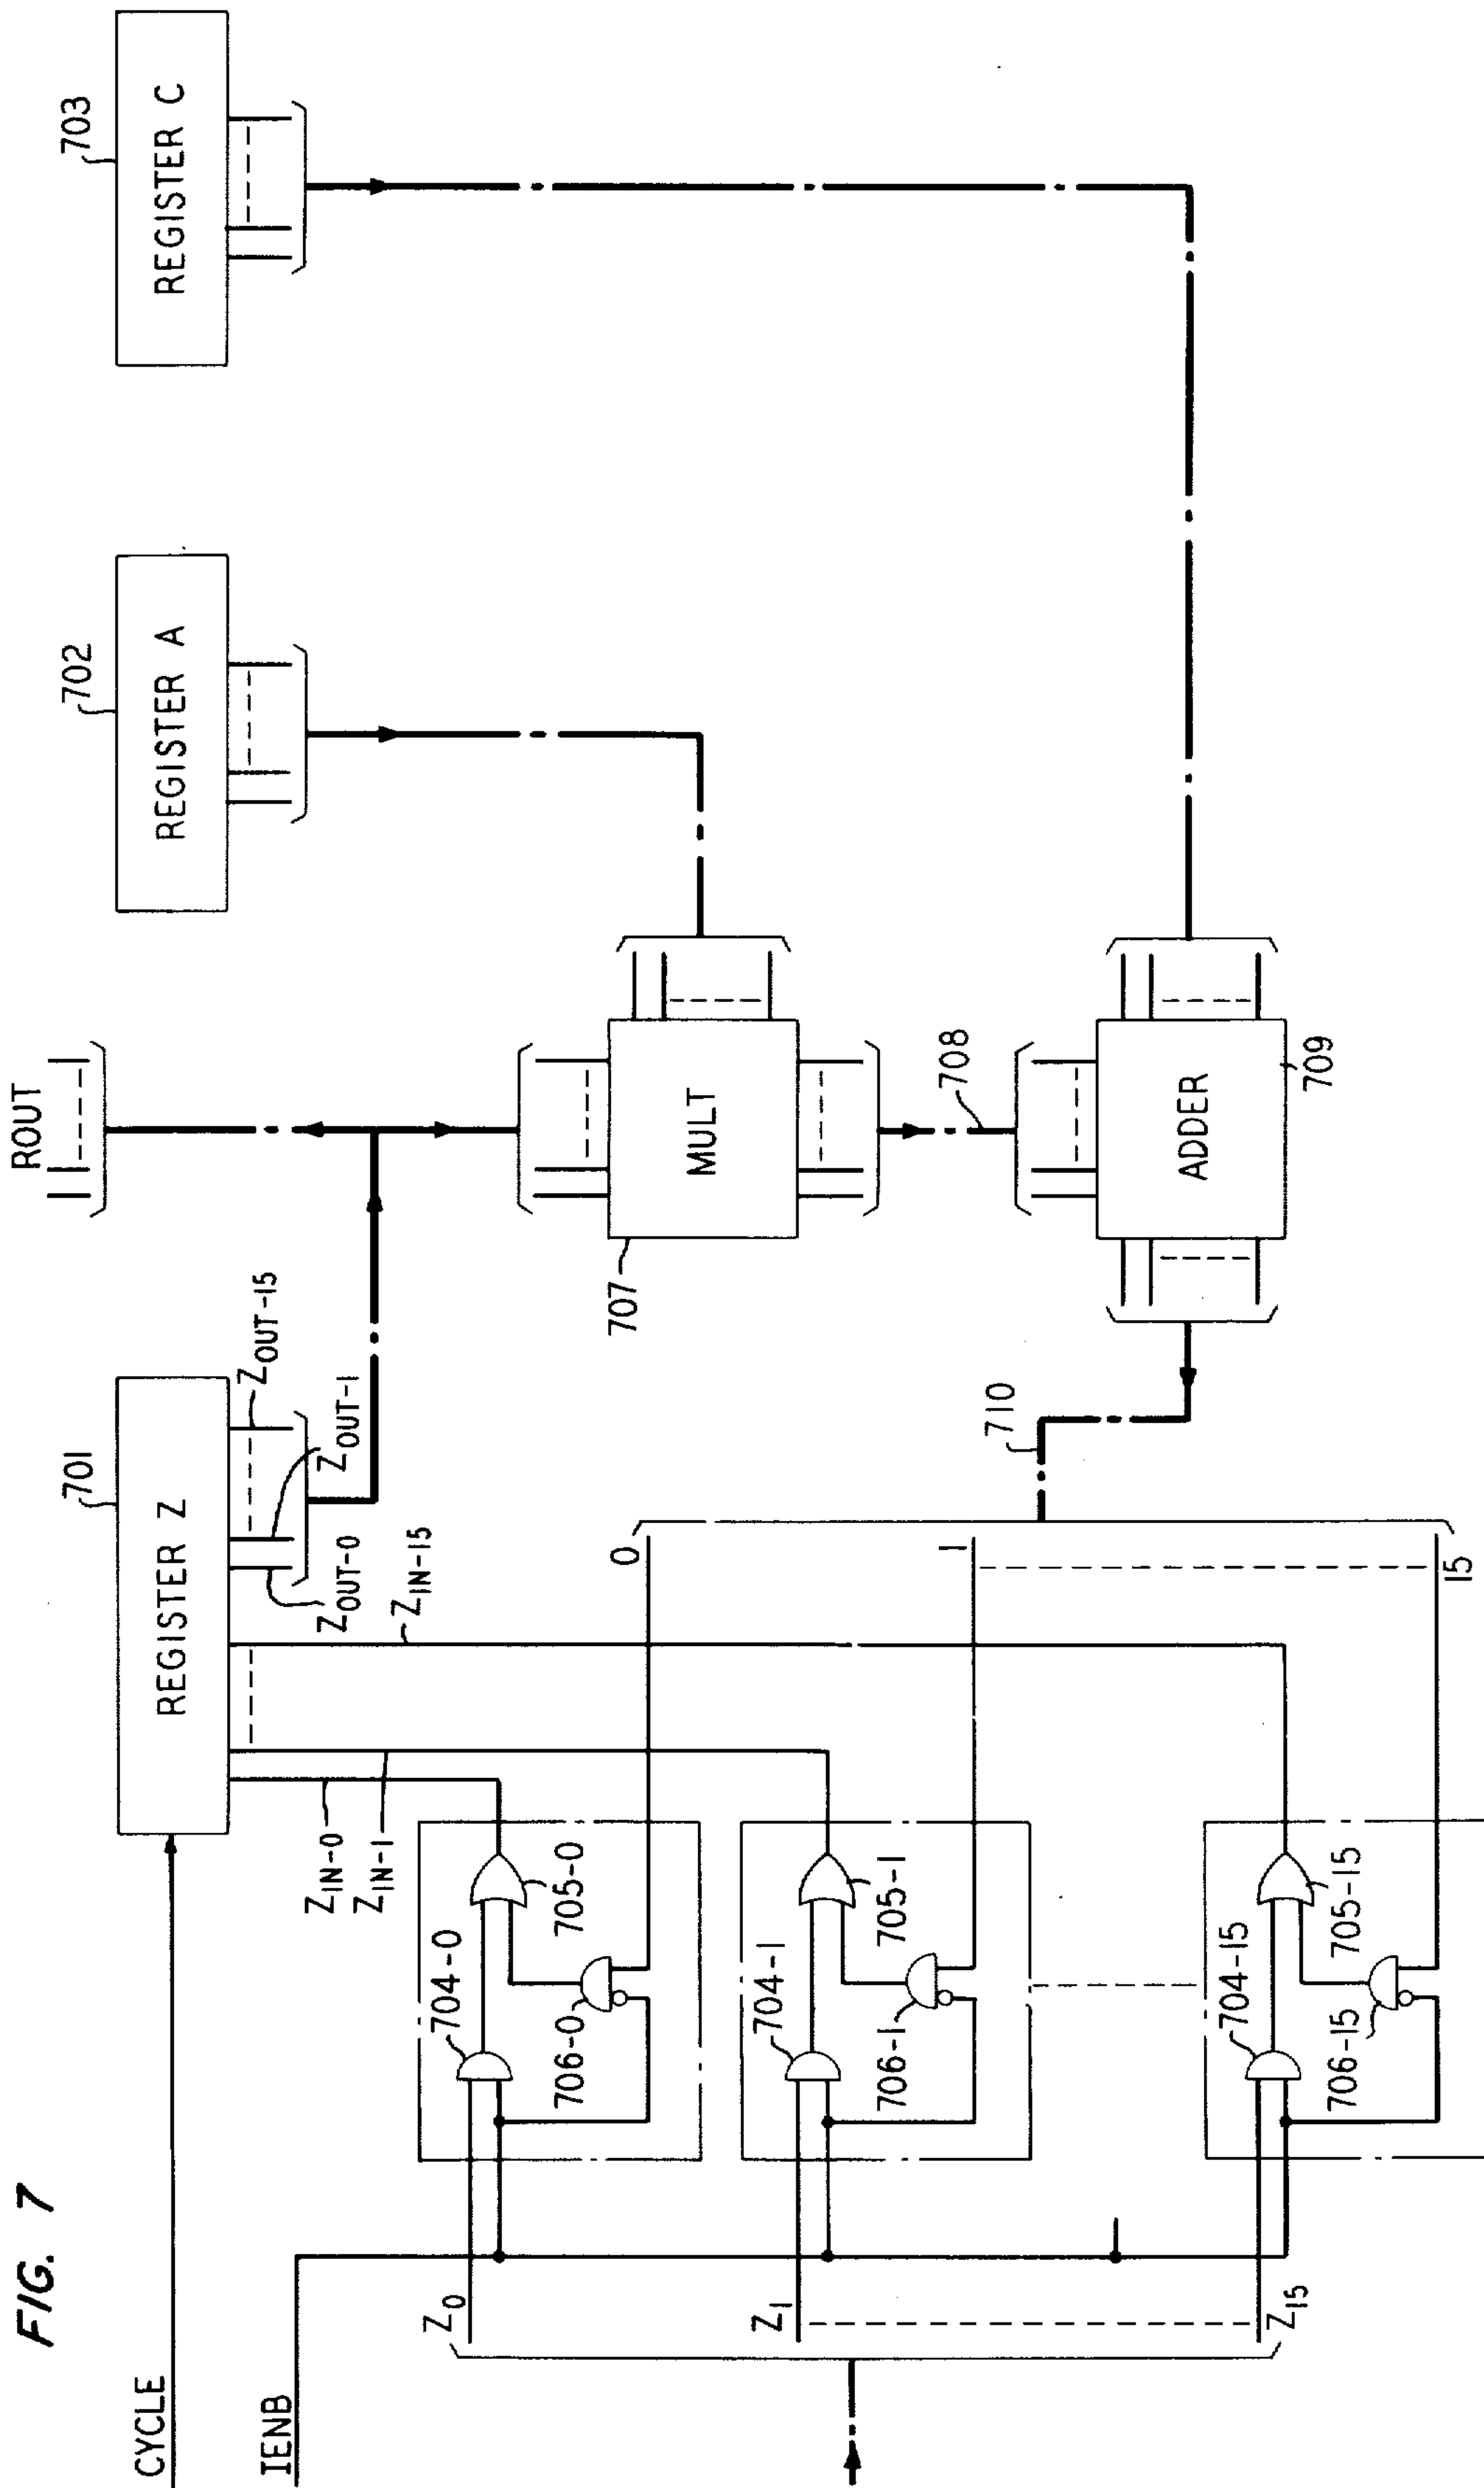 FIG. 7
CYCLE
IENB
701
REGISTER Z
702
REGISTER A
703
REGISTER C
ROUT
Z_OUT-15
Z_OUT-1
Z_OUT-0
Z_IN-15
Z_IN-0
Z_IN-1
MULT
707
708
ADDER
709
710
0
1
15
Z_0
704-0
705-0
706-0
Z_1
704-1
705-1
706-1
Z_15
704-15
705-15
706-15